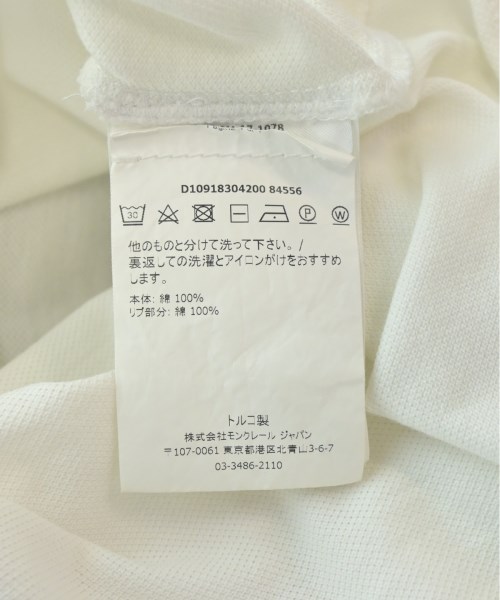 D10918304200 84556
30 P W
他のものと分けて洗って下さい。/
裏返しての洗濯とアイロンがけをおすすめ
します。
本体: 綿 100%
リブ部分: 綿 100%
トルコ製
株式会社モンクレール ジャパン
〒107-0061 東京都港区北青山3-6-7
03-3486-2110